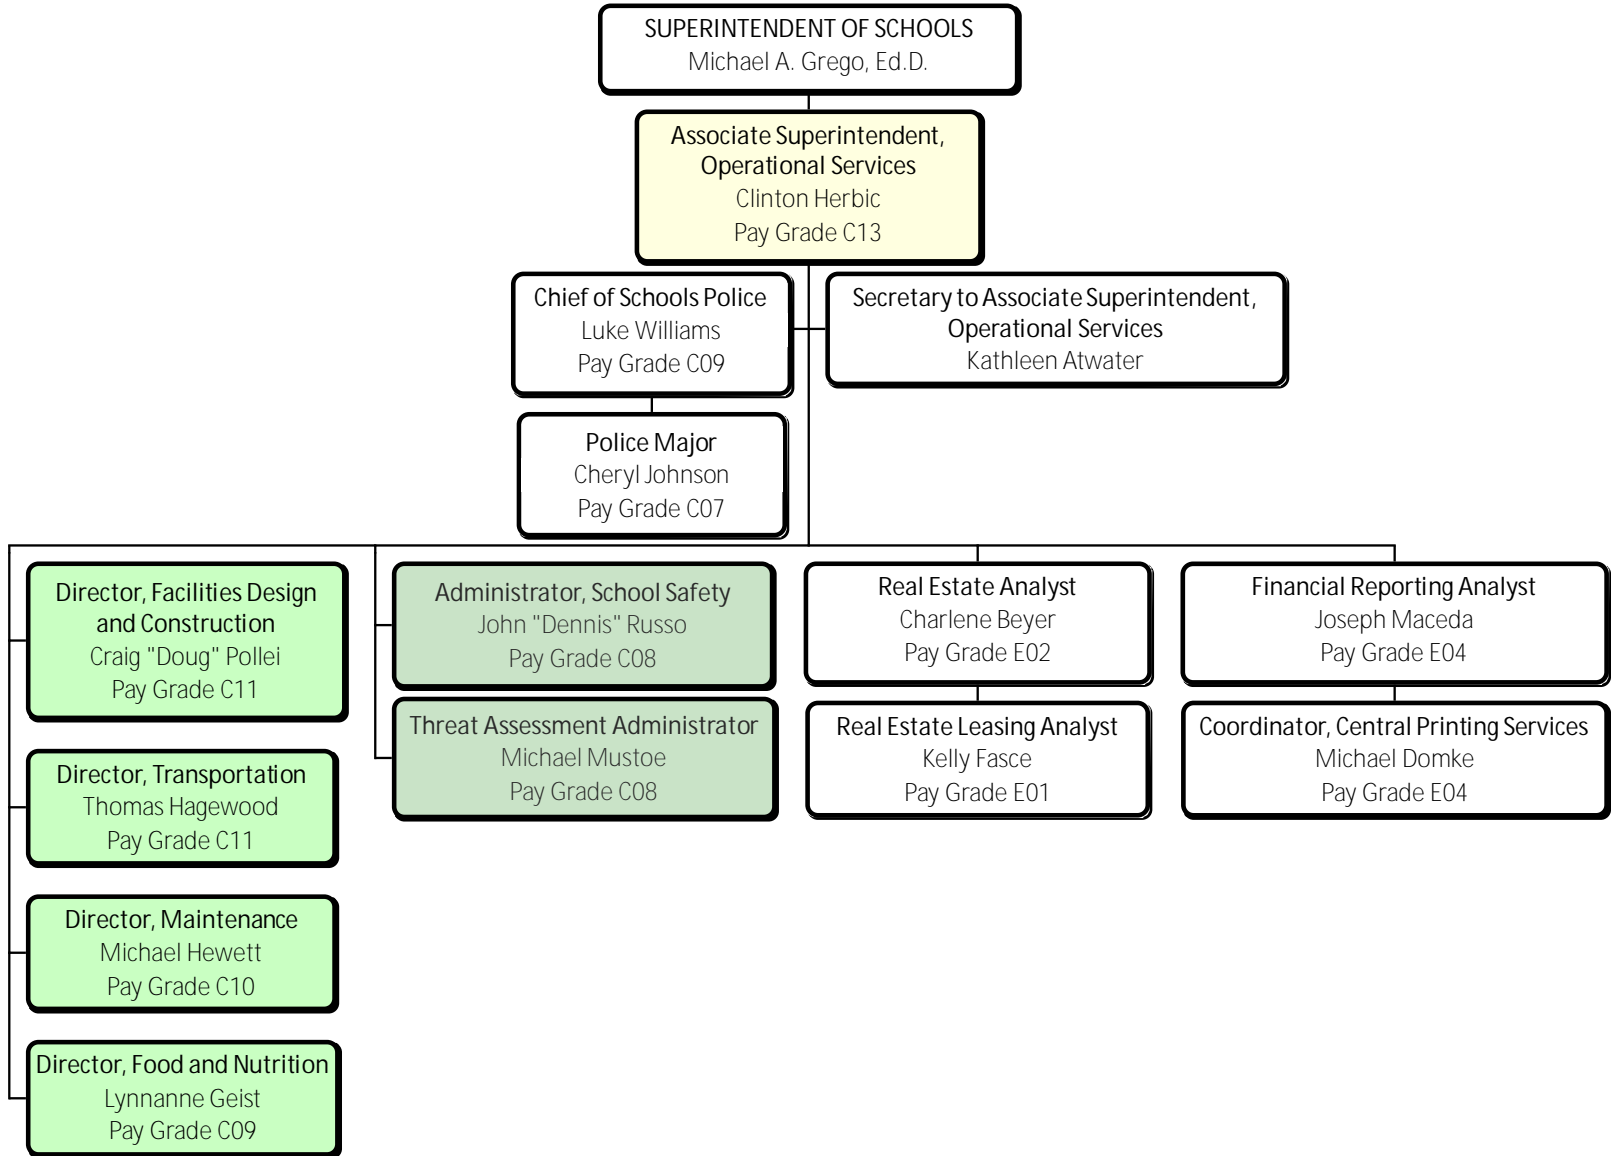 SUPERINTENDENT OF SCHOOLS
Michael A. Grego, Ed.D.
Associate Superintendent,
Operational Services
Clinton Herbic
Pay Grade C13
Chief of Schools Police
Luke Williams
Pay Grade C09
Secretary to Associate Superintendent,
Operational Services
Kathleen Atwater
Police Major
Cheryl Johnson
Pay Grade C07
Director, Facilities Design
and Construction
Craig "Doug" Pollei
Pay Grade C11
Director, Transportation
Thomas Hagewood
Pay Grade C11
Director, Maintenance
Michael Hewett
Pay Grade C10
Director, Food and Nutrition
Lynnanne Geist
Pay Grade C09
Administrator, School Safety
John "Dennis" Russo
Pay Grade C08
Threat Assessment Administrator
Michael Mustoe
Pay Grade C08
Real Estate Analyst
Charlene Beyer
Pay Grade E02
Real Estate Leasing Analyst
Kelly Fasce
Pay Grade E01
Financial Reporting Analyst
Joseph Maceda
Pay Grade E04
Coordinator, Central Printing Services
Michael Domke
Pay Grade E04